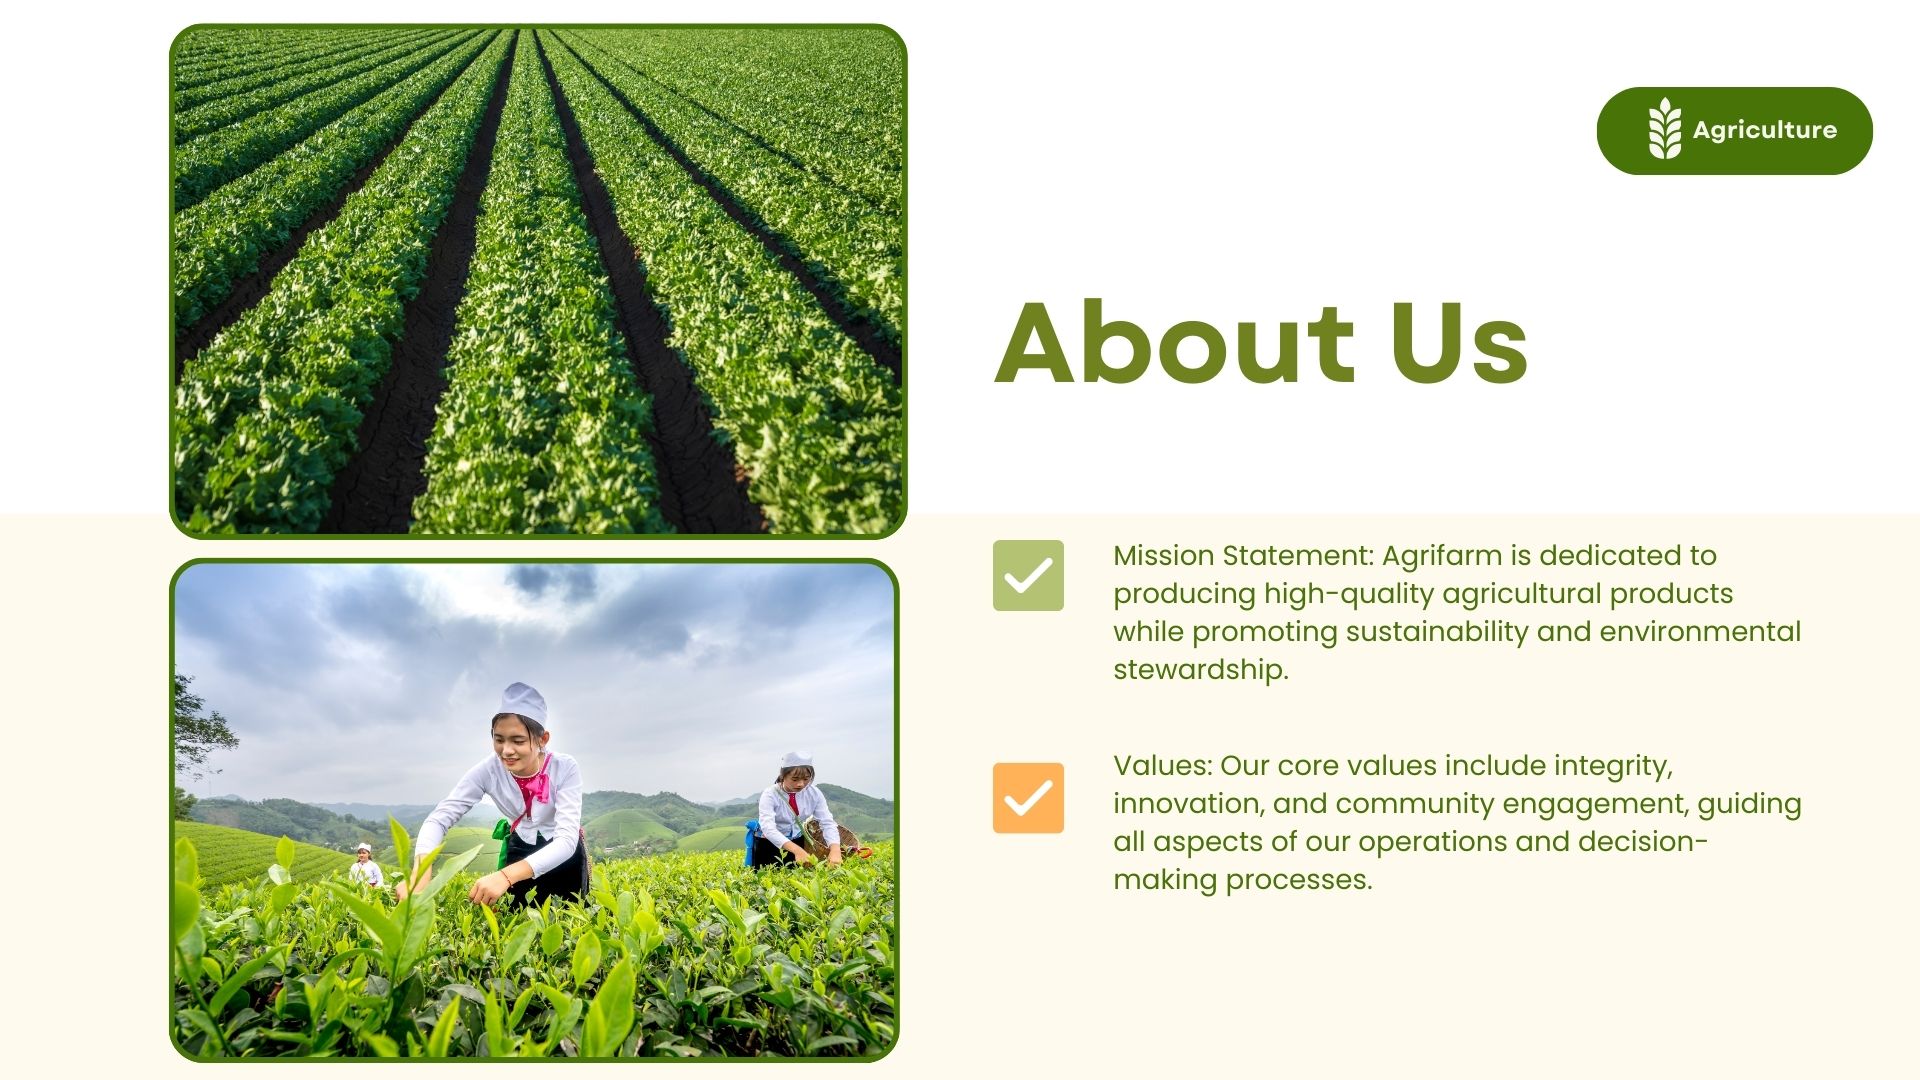 Agriculture
About Us
Mission Statement: Agrifarm is dedicated to
producing high-quality agricultural products
while promoting sustainability and environmental
stewardship.
Values: Our core values include integrity,
innovation, and community engagement, guiding
all aspects of our operations and decision-
making processes.